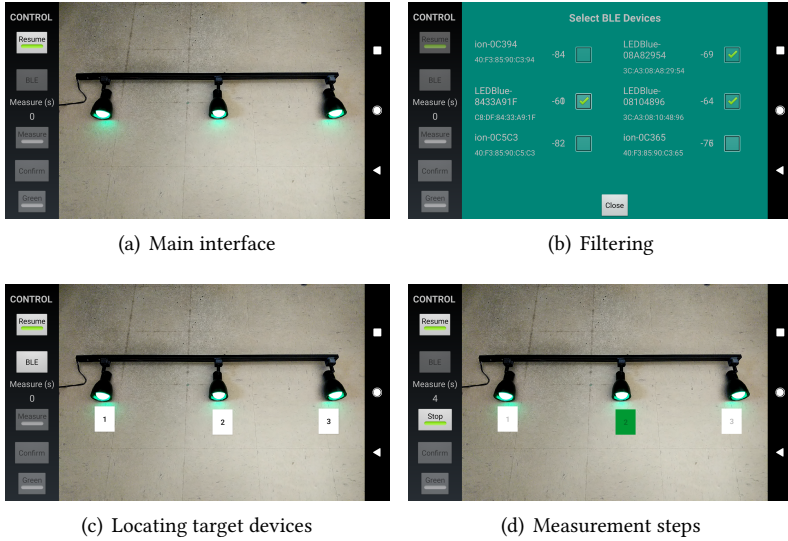 CONTROL
Resume
BLE
Measure (s)
0
Measure
Confirm
Green
(a) Main interface
CONTROL
Resume
BLE
Measure (s)
0
Measure
Confirm
Green
Select BLE Devices
ion-0C394
40:F3:85:90:C3:94
-84
LEDBlue-
08A82954
3C:A3:08:A8:29:54
-69
LEDBlue-
8433A91F
C8:DF:84:33:A9:1F
LEDBlue-
08104896
3C:A3:08:10:48:96
-64
ion-0C5C3
40:F3:85:90:C5:C3
ion-0C365
40:F3:85:90:C3:65
Close
(b) Filtering
CONTROL
Resume
BLE
Measure (s)
0
Measure
Confirm
Green
1
2
3
(c) Locating target devices
CONTROL
Resume
BLE
Measure (s)
4
Stop
Confirm
Green
1
2
3
(d) Measurement steps